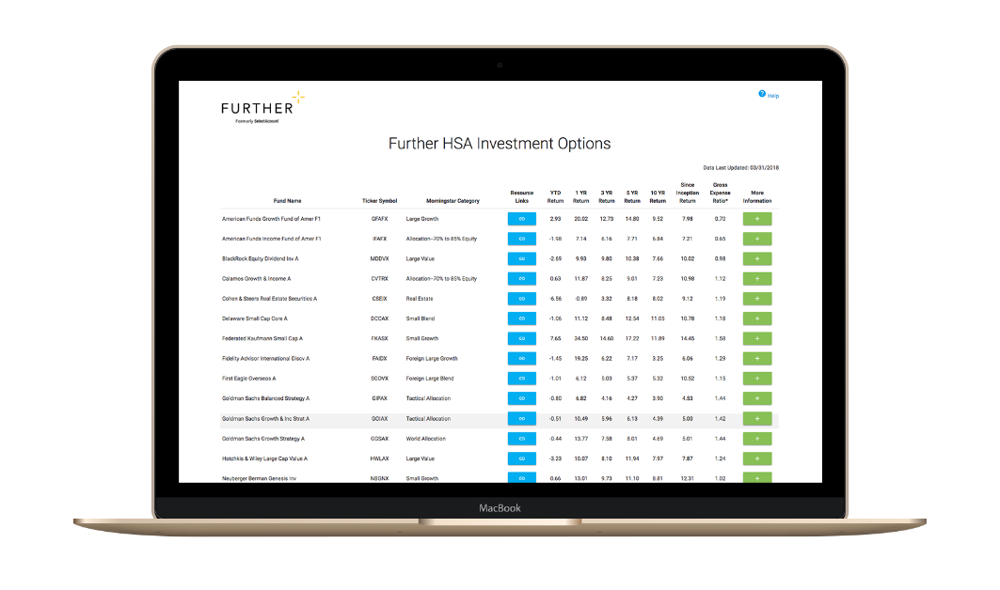 FURTHER
Formerly SelectAccount
Help
Further HSA Investment Options
Data Last Updated: 03/31/2018
Fund Name Ticker Symbol Morningstar Category Resource Links YTD Return 1 YR Return 3 YR Return 5 YR Return 10 YR Return Since Inception Return Gross Expense Ratio* More Information
American Funds Growth Fund of Amer F1 GFAFX Large Growth 2.93 20.02 12.73 14.80 9.52 7.98 0.70 +
American Funds Income Fund of Amer F1 IFAFX Allocation--70% to 85% Equity -1.98 7.14 6.16 7.71 6.84 7.21 0.65 +
BlackRock Equity Dividend Inv A MDDVX Large Value -2.69 9.93 9.80 10.38 7.66 10.02 0.98 +
Calamos Growth & Income A CVTRX Allocation--70% to 85% Equity 0.63 11.87 8.25 9.01 7.23 10.98 1.12 +
Cohen & Steers Real Estate Securities A CSEIX Real Estate -6.56 -0.89 3.32 8.18 8.02 9.12 1.19 +
Delaware Small Cap Core A DCCAX Small Blend -1.06 11.12 8.48 12.54 11.05 10.78 1.18 +
Federated Kaufmann Small Cap A FKASX Small Growth 7.65 34.50 14.60 17.22 11.89 14.45 1.58 +
Fidelity Advisor International Discv A FAIDX Foreign Large Growth -1.45 19.25 6.22 7.17 3.25 6.06 1.29 +
First Eagle Overseas A SGOVX Foreign Large Blend -1.01 6.12 5.03 5.37 5.32 10.52 1.15 +
Goldman Sachs Balanced Strategy A GIPAX Tactical Allocation -0.80 6.82 4.16 4.27 3.90 4.53 1.44 +
Goldman Sachs Growth & Inc Strat A GOIAX Tactical Allocation -0.51 10.49 5.96 6.13 4.39 5.00 1.42 +
Goldman Sachs Growth Strategy A GGSAX World Allocation -0.44 13.77 7.58 8.01 4.69 5.01 1.44 +
Hotchkis & Wiley Large Cap Value A HWLAX Large Value -3.23 10.07 8.10 11.94 7.97 7.87 1.24 +
Neuberger Berman Genesis Inv NBGNX Small Growth 0.66 13.01 9.73 11.10 8.81 12.31 1.02 +
MacBook